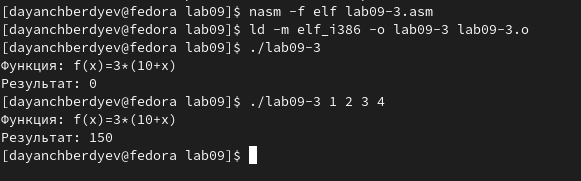 [dayanchberdyev@fedora lab09]$ nasm -f elf lab09-3.asm
[dayanchberdyev@fedora lab09]$ ld -m elf_i386 -o lab09-3 lab09-3.o
[dayanchberdyev@fedora lab09]$ ./lab09-3
Функция: f(x)=3*(10+x)
Результат: 0
[dayanchberdyev@fedora lab09]$ ./lab09-3 1 2 3 4
Функция: f(x)=3*(10+x)
Результат: 150
[dayanchberdyev@fedora lab09]$